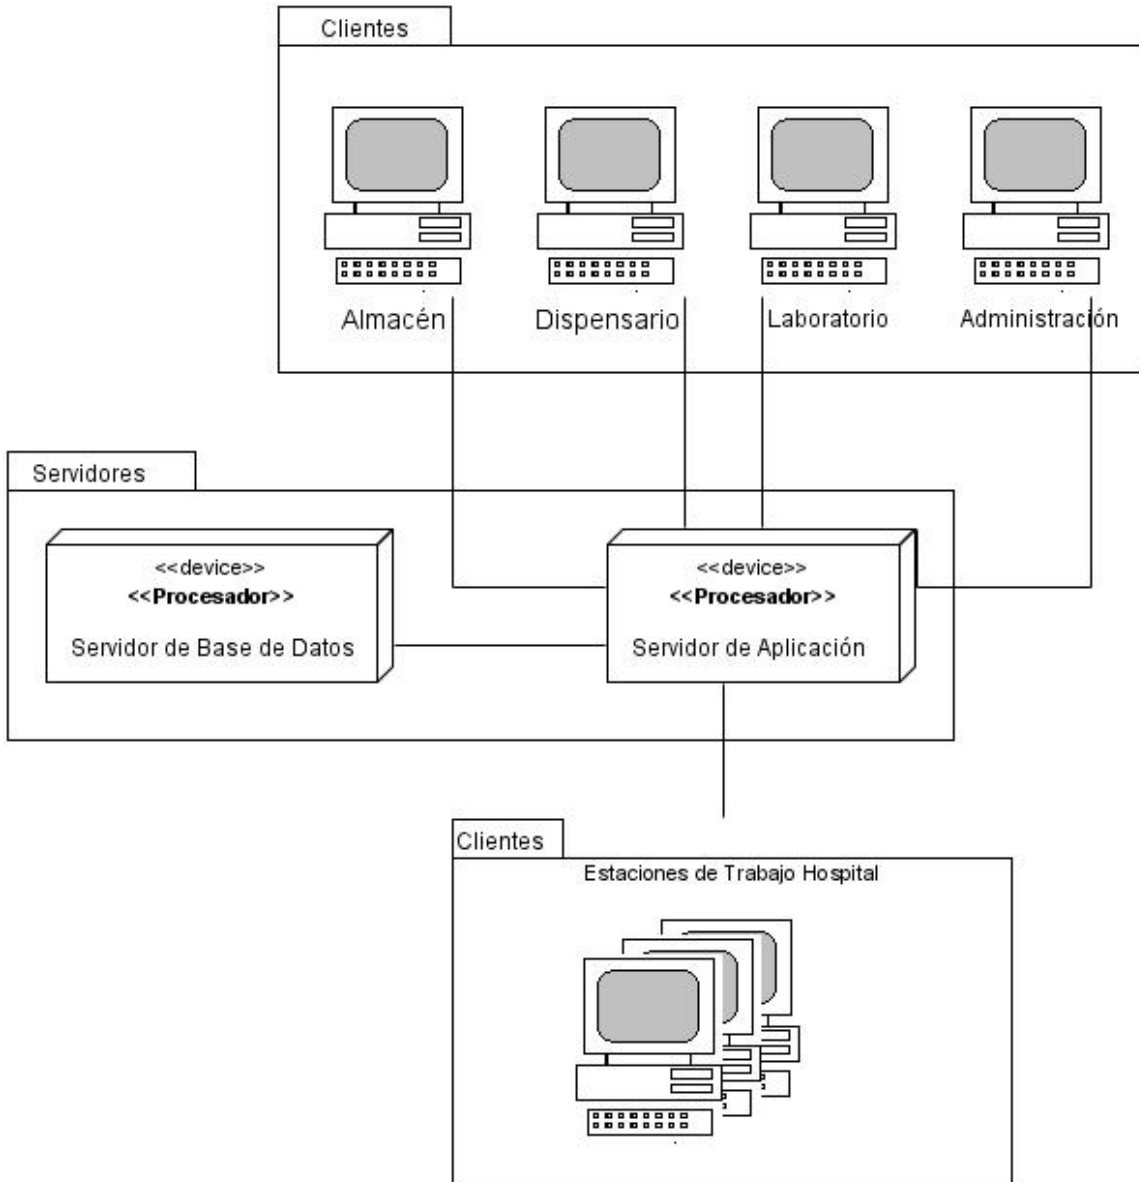 Clientes
Almacén
Dispensario
Laboratorio
Administración
Servidores
<<device>>
<<Procesador>>
Servidor de Base de Datos
<<device>>
<<Procesador>>
Servidor de Aplicación
Clientes
Estaciones de Trabajo Hospital